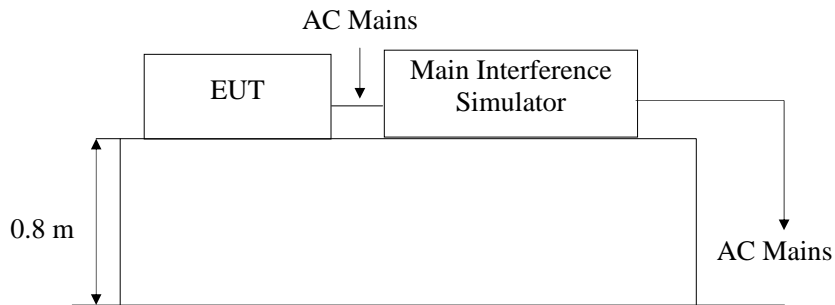 AC Mains
EUT
Main Interference
Simulator
0.8 m
AC Mains